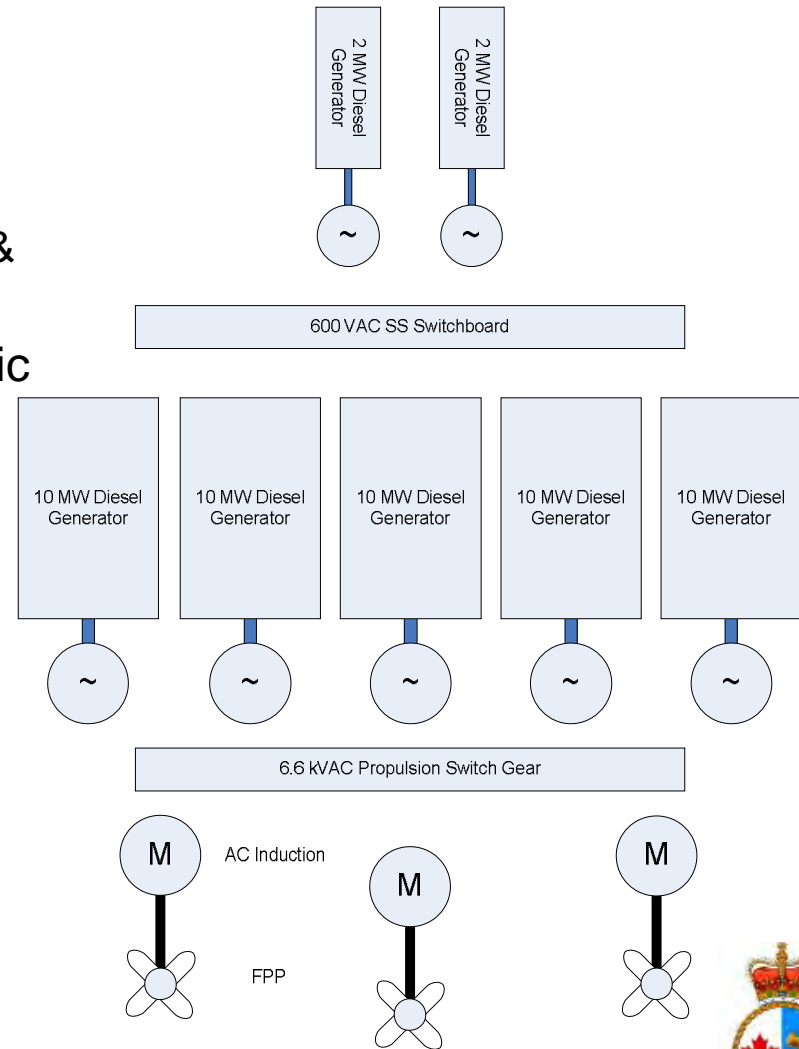 2 MW Diesel
Generator
2 MW Diesel
Generator
~
~
&
600 VAC SS Switchboard
ic
10 MW Diesel
Generator
10 MW Diesel
Generator
10 MW Diesel
Generator
10 MW Diesel
Generator
10 MW Diesel
Generator
~
~
~
~
~
6.6 kVAC Propulsion Switch Gear
M
AC Induction
M
M
FPP